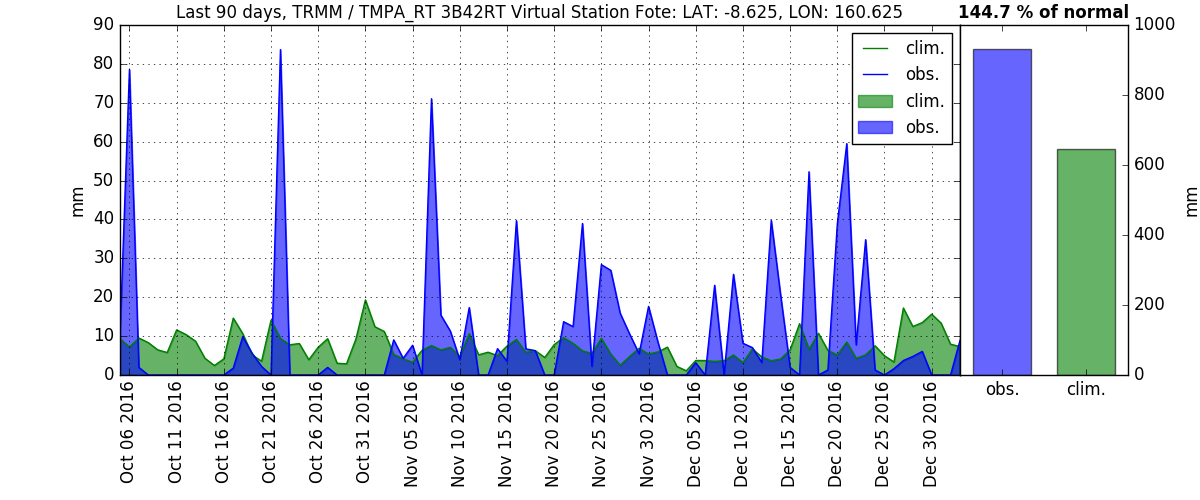 Last 90 days, TRMM / TMPA_RT 3B42RT Virtual Station Fote: LAT: -8.625, LON: 160.625
144.7 % of normal
90
80
70
60
50
40
30
20
10
0
mm
clim.
obs.
clim.
obs.
Oct 06 2016
Oct 11 2016
Oct 16 2016
Oct 21 2016
Oct 26 2016
Oct 31 2016
Nov 05 2016
Nov 10 2016
Nov 15 2016
Nov 20 2016
Nov 25 2016
Nov 30 2016
Dec 05 2016
Dec 10 2016
Dec 15 2016
Dec 20 2016
Dec 25 2016
Dec 30 2016
1000
800
600
400
200
0
mm
obs.
clim.